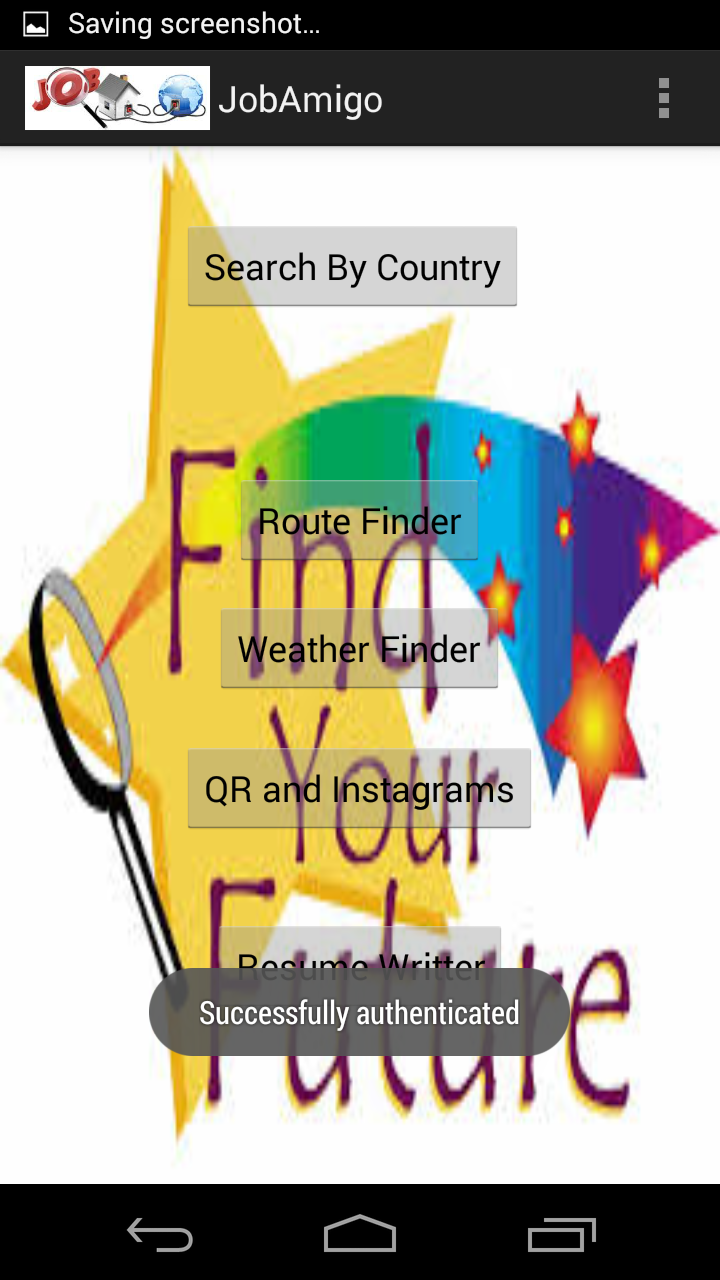 Saving screenshot...
JOB
JobAmigo
Search By Country
Find
Route Finder
Weather Finder
Your
QR and Instagrams
Future
Resume Writter
Successfully authenticated